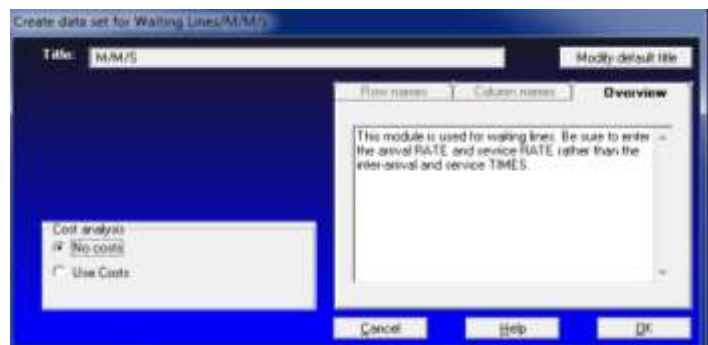 Create data set for Waiting Lines/M/M/s
Title: M/M/S
Modify default title
Row names Column names Overview
This module is used for waiting lines. Be sure to enter
the arrival RATE and service RATE rather than the
inter-arrival and service TIMES.
Cost analysis
No costs
Use Costs
Cancel Help OK